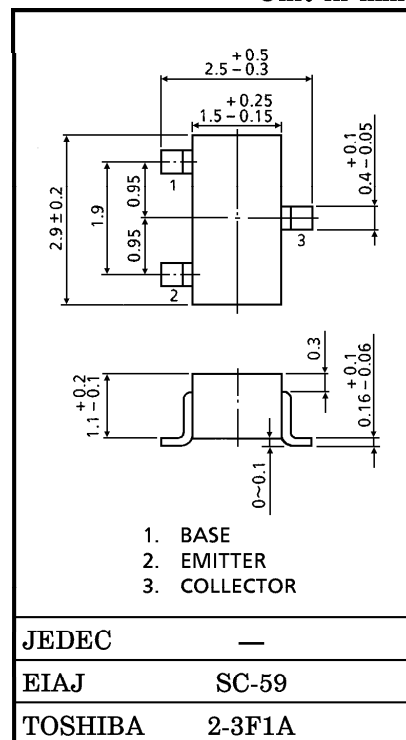 +0.5
2.5 – 0.3
+0.25
1.5 – 0.15
+0.1
0.4 – 0.05
2.9 ± 0.2
1.9
0.95
0.95
1
2
3
+0.2
1.1 – 0.1
0.3
+0.1
0.16 – 0.06
0~0.1
1. BASE
2. EMITTER
3. COLLECTOR
JEDEC —
EIAJ SC-59
TOSHIBA 2-3F1A